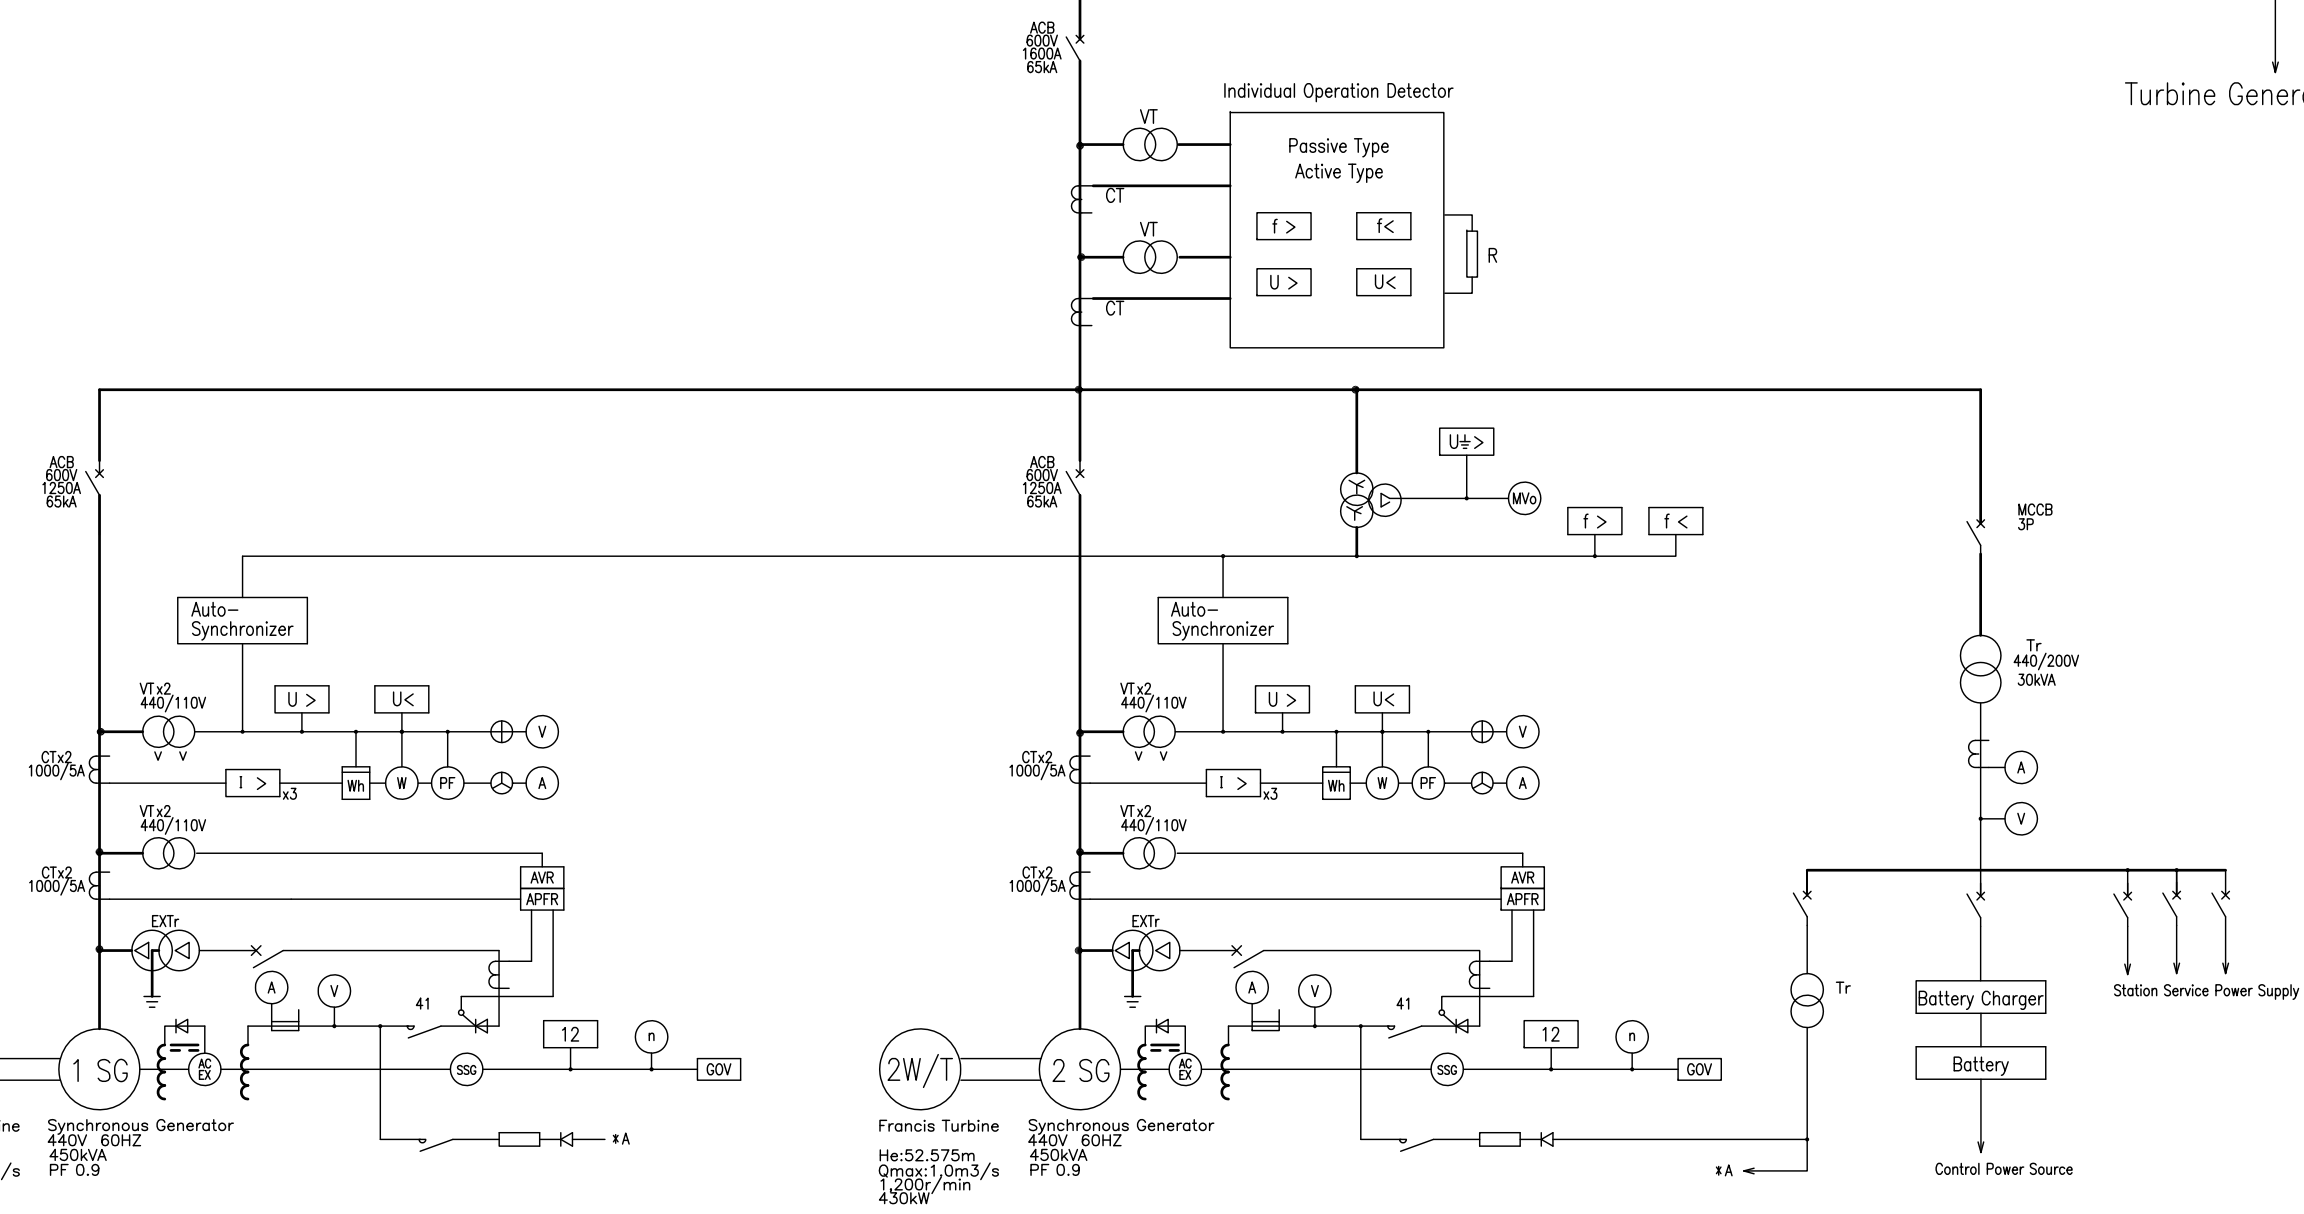 ACB
600V
1600A
65kA
Turbine Gener
Individual Operation Detector
VT
Passive Type
Active Type
CT
f >
f<
VT
R
U >
U<
CT
ACB
600V
1250A
65kA
ACB
600V
1250A
65kA
U >
MVo
f >
f <
MCCB
3P
Auto-
Synchronizer
Auto-
Synchronizer
Tr
440/200V
30kVA
VTx2
440/110V
U >
U<
V
V V
CTx2
1000/5A
I >
x3
Wh
W
PF
A
VTx2
440/110V
U >
U<
V
V V
CTx2
1000/5A
I >
x3
Wh
W
PF
A
A
V
VTx2
440/110V
CTx2
1000/5A
AVR
APFR
VTx2
440/110V
CTx2
1000/5A
AVR
APFR
EXTr
A
V
41
EXTr
A
V
41
Tr
Battery Charger
Station Service Power Supply
1 SG
AC
EX
SSG
12
n
GOV
2W/T
2 SG
AC
EX
SSG
12
n
GOV
Battery
ne
/s
Synchronous Generator
440V 60HZ
450kVA
PF 0.9
*A
Francis Turbine
He:52.575m
Qmax:1.0m3/s
1,200r/min
430kW
Synchronous Generator
440V 60HZ
450kVA
PF 0.9
*A
Control Power Source